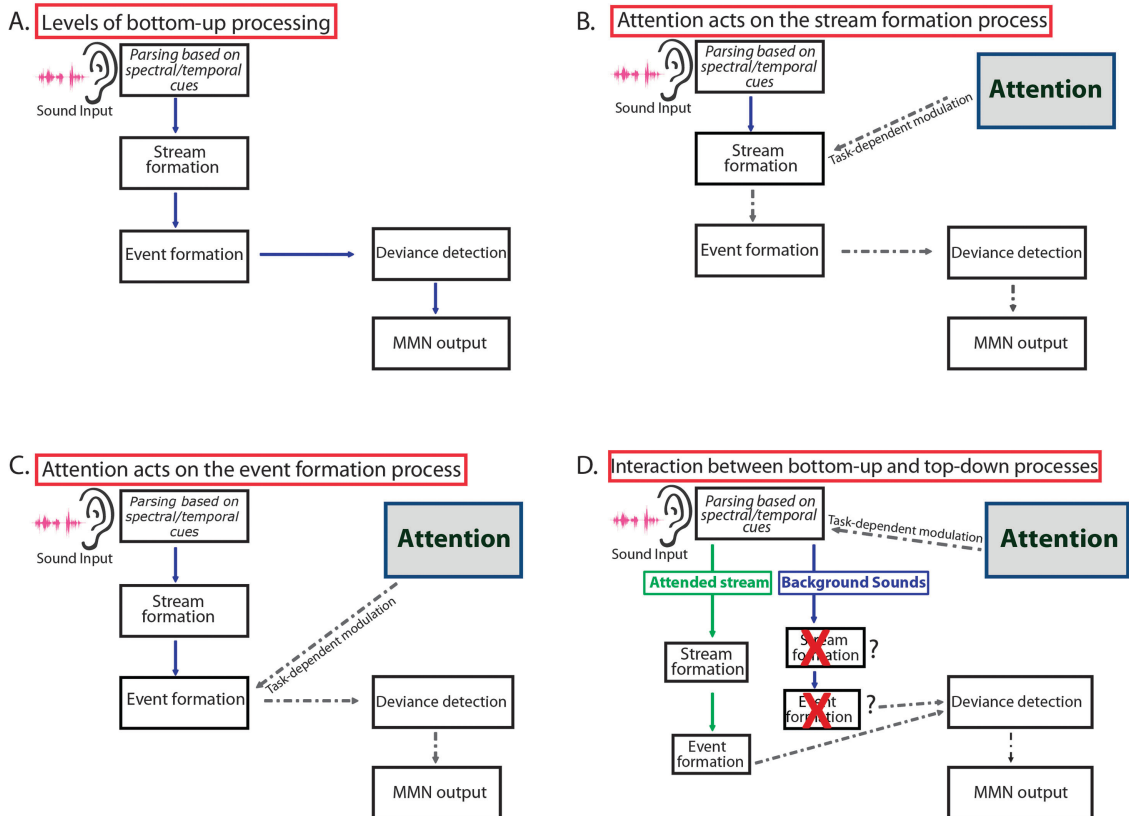 A.
Levels of bottom-up processing
Parsing based on
spectral/temporal
cues
Sound Input
Stream
formation
Event formation
Deviance detection
MMN output
B.
Attention acts on the stream formation process
Parsing based on
spectral/temporal
cues
Sound Input
Attention
Task-dependent modulation
Stream
formation
Event formation
Deviance detection
MMN output
C.
Attention acts on the event formation process
Parsing based on
spectral/temporal
cues
Sound Input
Attention
Stream
formation
Task-dependent modulation
Event formation
Deviance detection
MMN output
D.
Interaction between bottom-up and top-down processes
Parsing based on
spectral/temporal
cues
Sound Input
Task-dependent modulation
Attention
Attended stream
Background Sounds
Stream
formation
Stream
formation
X
?
Event
formation
X
?
Event
formation
Deviance detection
MMN output